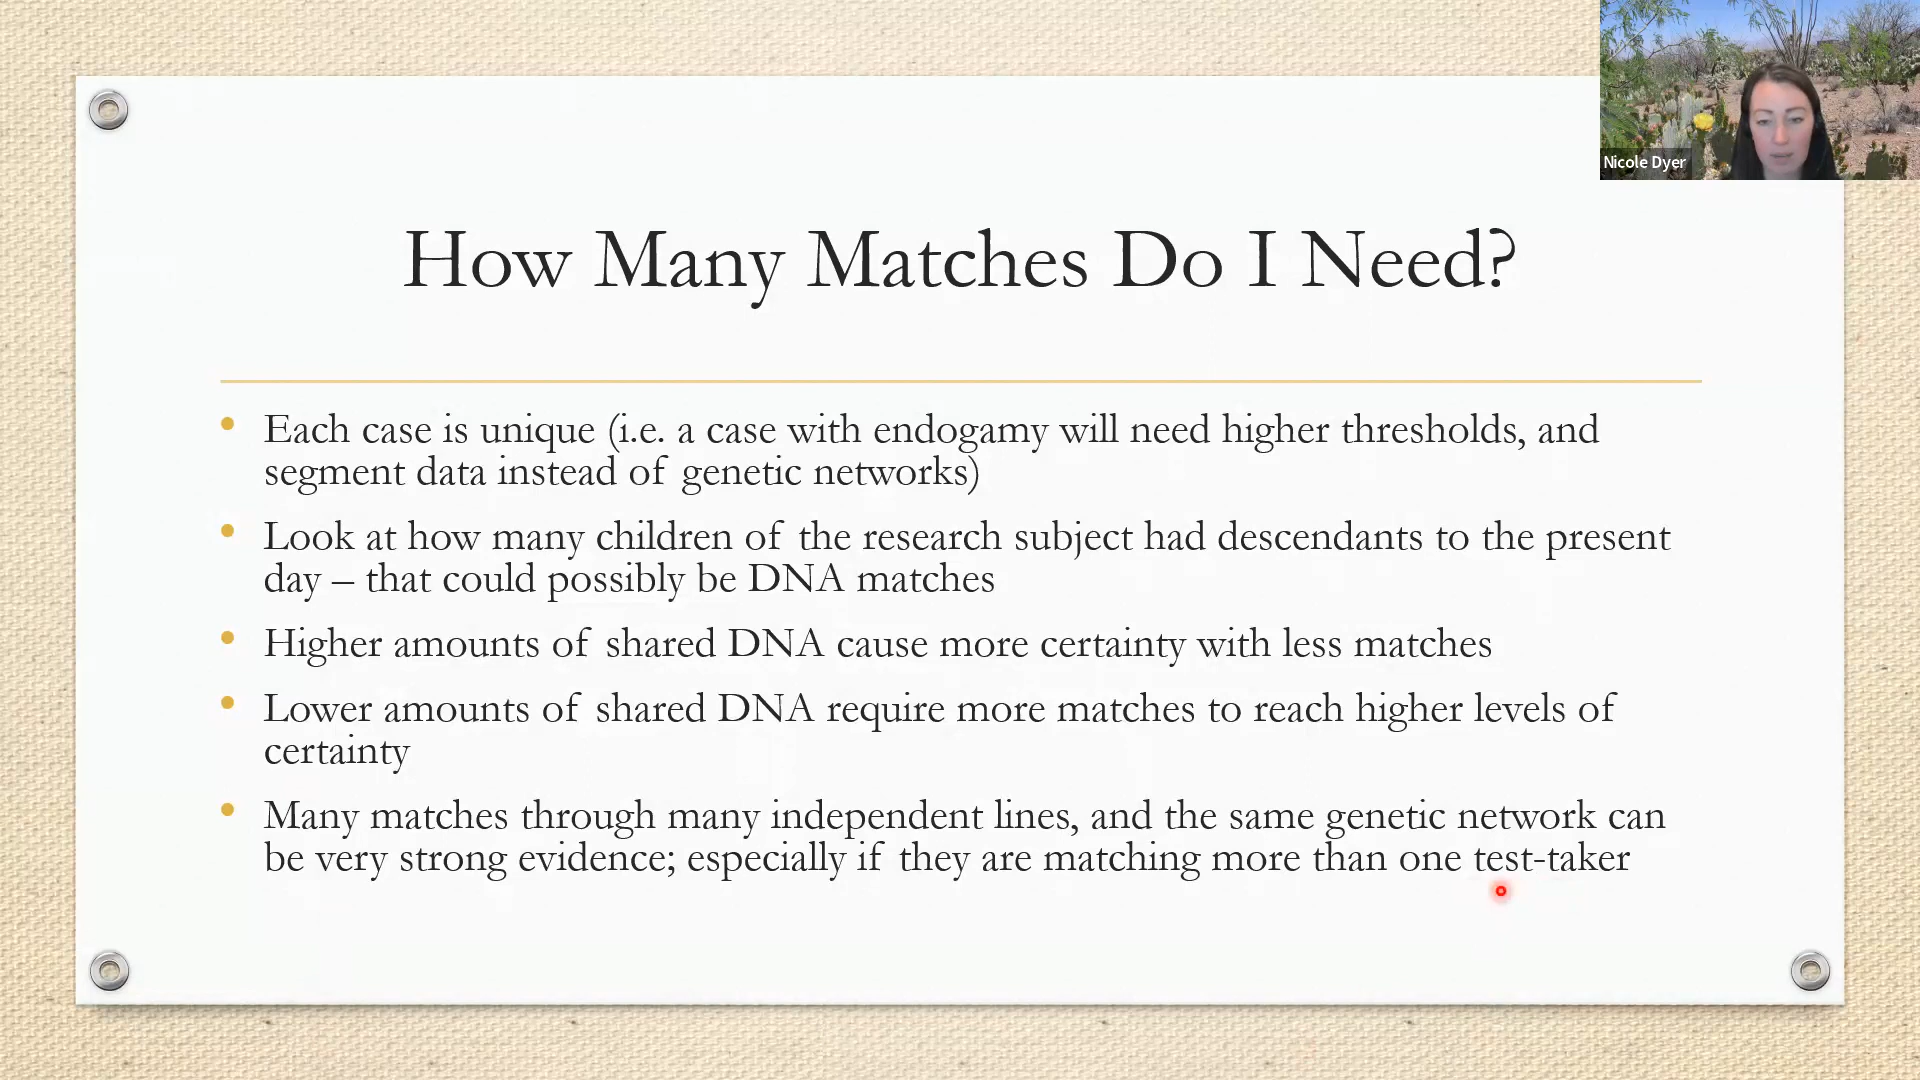 Nicole Dyer
How Many Matches Do I Need?
• Each case is unique (i.e. a case with endogamy will need higher thresholds, and
segment data instead of genetic networks)
• Look at how many children of the research subject had descendants to the present
day – that could possibly be DNA matches
• Higher amounts of shared DNA cause more certainty with less matches
• Lower amounts of shared DNA require more matches to reach higher levels of
certainty
• Many matches through many independent lines, and the same genetic network can
be very strong evidence; especially if they are matching more than one test-taker